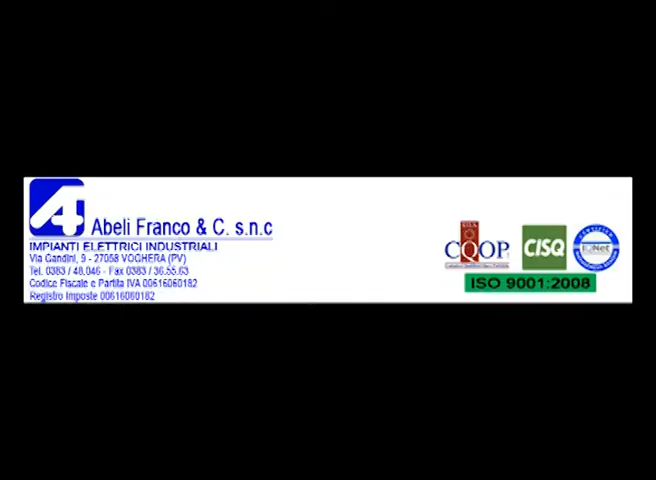 Abeli Franco & C. s.n.c
IMPIANTI ELETTRICI INDUSTRIALI
Via Gandini, 9 - 27058 VOGHERA (PV)
Tel. 0383 / 48.046 - Fax 0383 / 36.55.63
Codice Fiscale e Partita IVA 00616060182
Registro Imposte 00616060182
CQOP
CISQ
IQNet
ISO 9001:2008